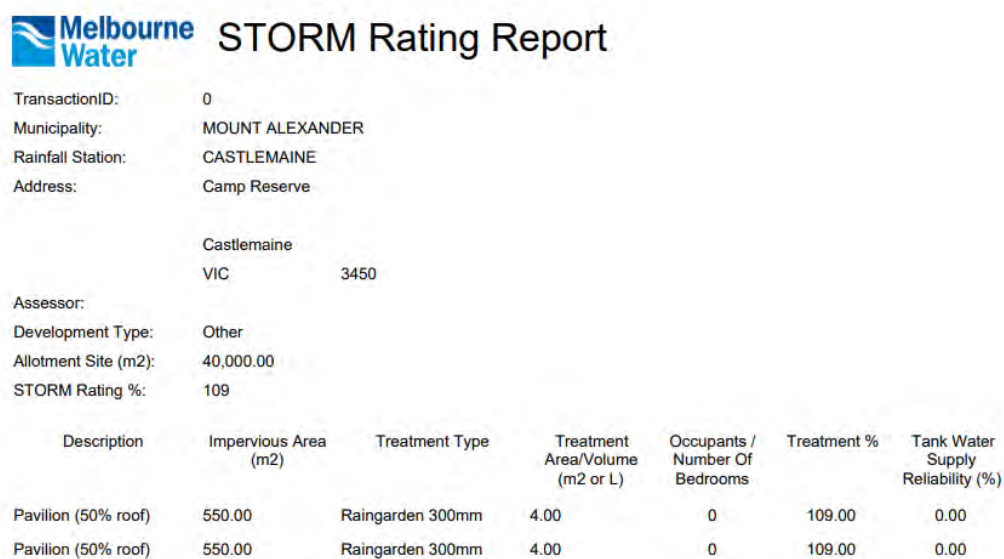 Melbourne Water STORM Rating Report
TransactionID: 0
Municipality: MOUNT ALEXANDER
Rainfall Station: CASTLEMAINE
Address: Camp Reserve
Castlemaine
VIC 3450
Assessor:
Development Type: Other
Allotment Site (m2): 40,000.00
STORM Rating %: 109
Description Impervious Area (m2) Treatment Type Treatment Area/Volume (m2 or L) Occupants / Number Of Bedrooms Treatment % Tank Water Supply Reliability (%)
Pavilion (50% roof) 550.00 Raingarden 300mm 4.00 0 109.00 0.00
Pavilion (50% roof) 550.00 Raingarden 300mm 4.00 0 109.00 0.00